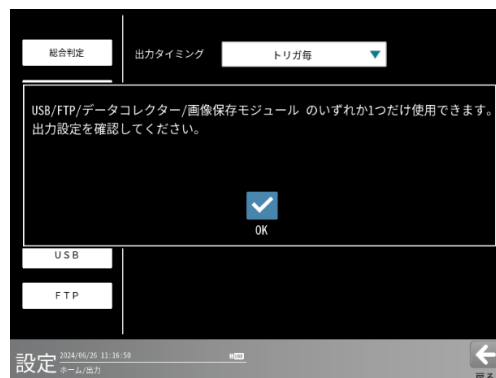 総合判定
出力タイミング
トリガ毎
USB/FTP/データコレクター/画像保存モジュール のいずれか1つだけ使用できます。
出力設定を確認してください。
OK
USB
FTP
設定
2024/06/26 11:16:50
ホーム/出力
戻る